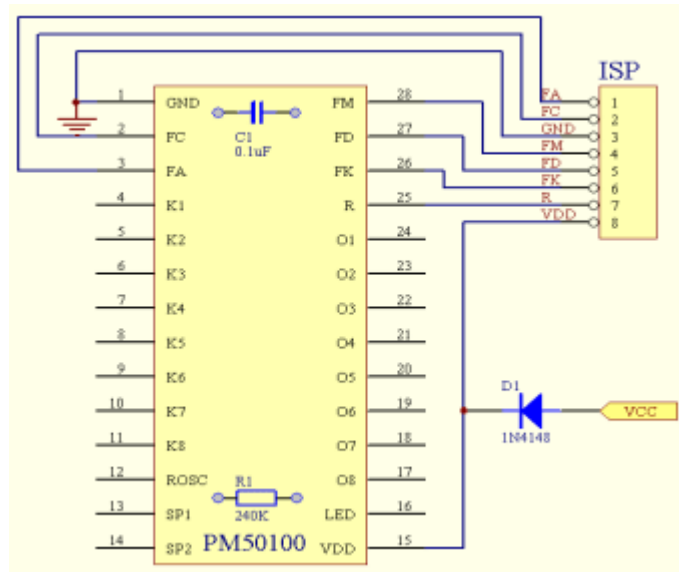 ISP
FA 1
FC 2
GND 3
FM 4
FD 5
FK 6
R 7
VDD 8
1 GND FM 28
2 FC C1 FD 27
0.1uF
3 FA FK 26
4 K1 R 25
5 K2 O1 24
6 K3 O2 23
7 K4 O3 22
8 K5 O4 21
9 K6 O5 20
10 K7 O6 19
11 K8 O7 18
12 ROSC R1 O8 17
13 SP1 240K LED 16
14 SP2 PM50100 VDD 15
D1
VCC
1N4148